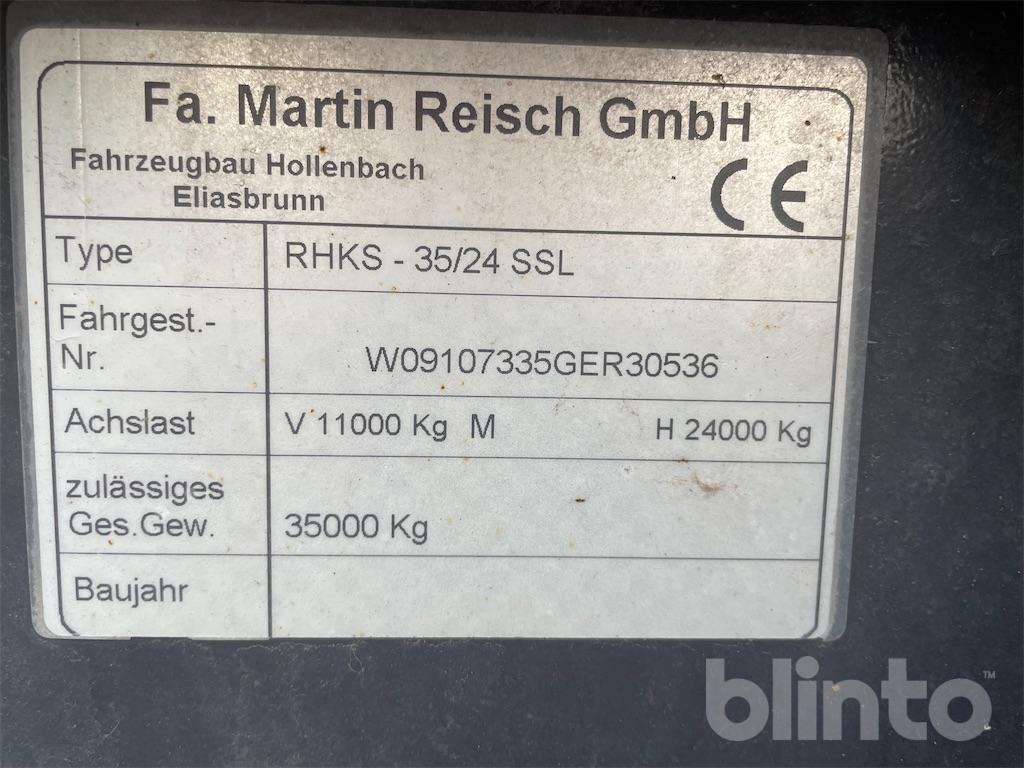 Fa. Martin Reisch GmbH
Fahrzeugbau Hollenbach
Eliasbrunn
CE
Type RHKS - 35/24 SSL
Fahrgest.-
Nr. W09107335GER30536
Achslast V 11000 Kg M H 24000 Kg
zulässiges
Ges.Gew. 35000 Kg
Baujahr
blinto™